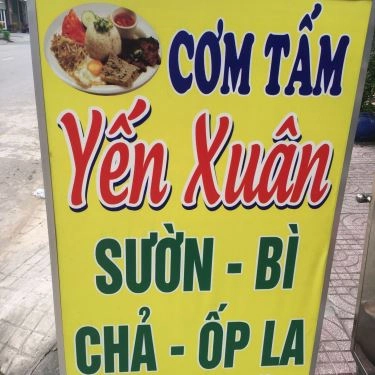 CƠM TẤM
Yến Xuân
SƯỜN - BÌ
CHẢ - ỐP LA